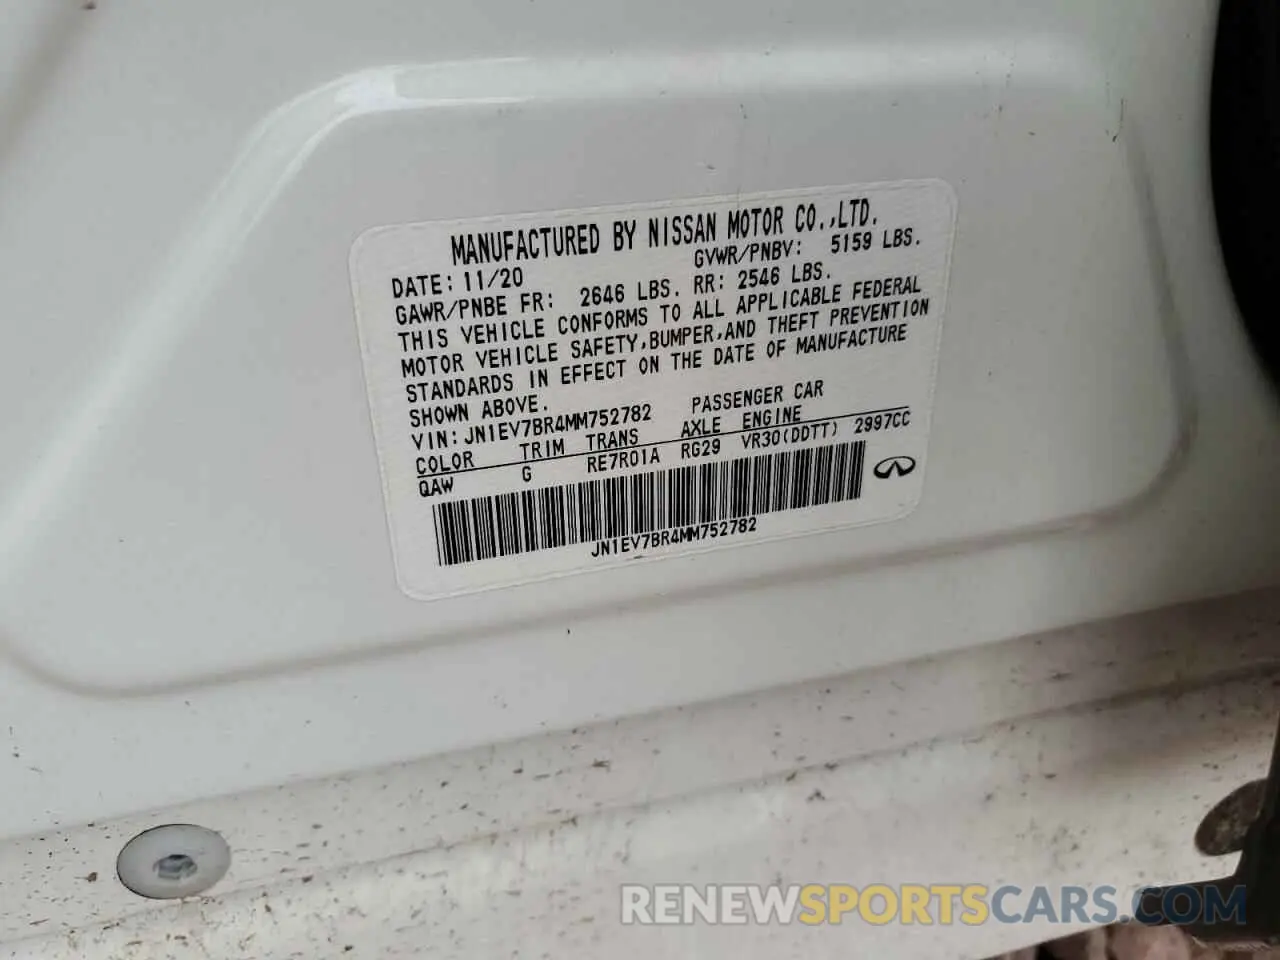 MANUFACTURED BY NISSAN MOTOR CO.,LTD.
DATE: 11/20 GVWR/PNBV: 5159 LBS.
GAWR/PNBE FR: 2646 LBS. RR: 2546 LBS.
THIS VEHICLE CONFORMS TO ALL APPLICABLE FEDERAL
MOTOR VEHICLE SAFETY,BUMPER,AND THEFT PREVENTION
STANDARDS IN EFFECT ON THE DATE OF MANUFACTURE
SHOWN ABOVE.
VIN: JN1EV7BR4MM752782 PASSENGER CAR
COLOR TRIM TRANS AXLE ENGINE
QAW G RE7R01A RG29 VR30(DDTT) 2997CC
JN1EV7BR4MM752782
RENEWSPORTSCARS.COM